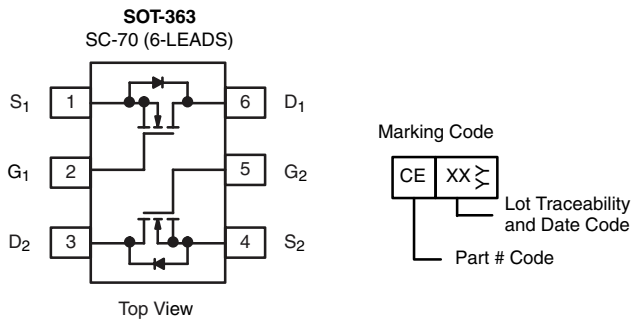 SOT-363
SC-70 (6-LEADS)
S1 1 6 D1
G1 2 5 G2
D2 3 4 S2
Top View
Marking Code
CE XX YY
Lot Traceability
and Date Code
Part # Code